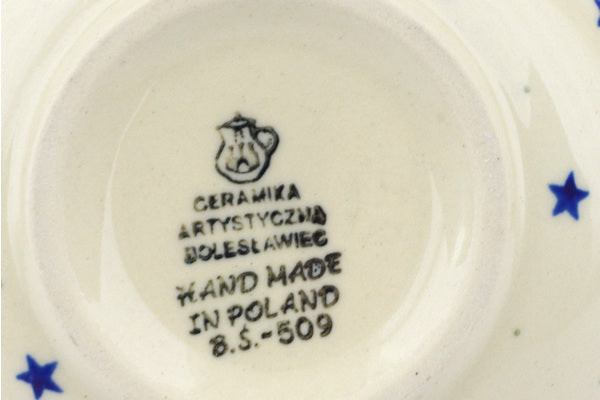 CERAMIKA
ARTYSTYCZNA
BOLESŁAWIEC
HAND MADE
IN POLAND
B.S.-509